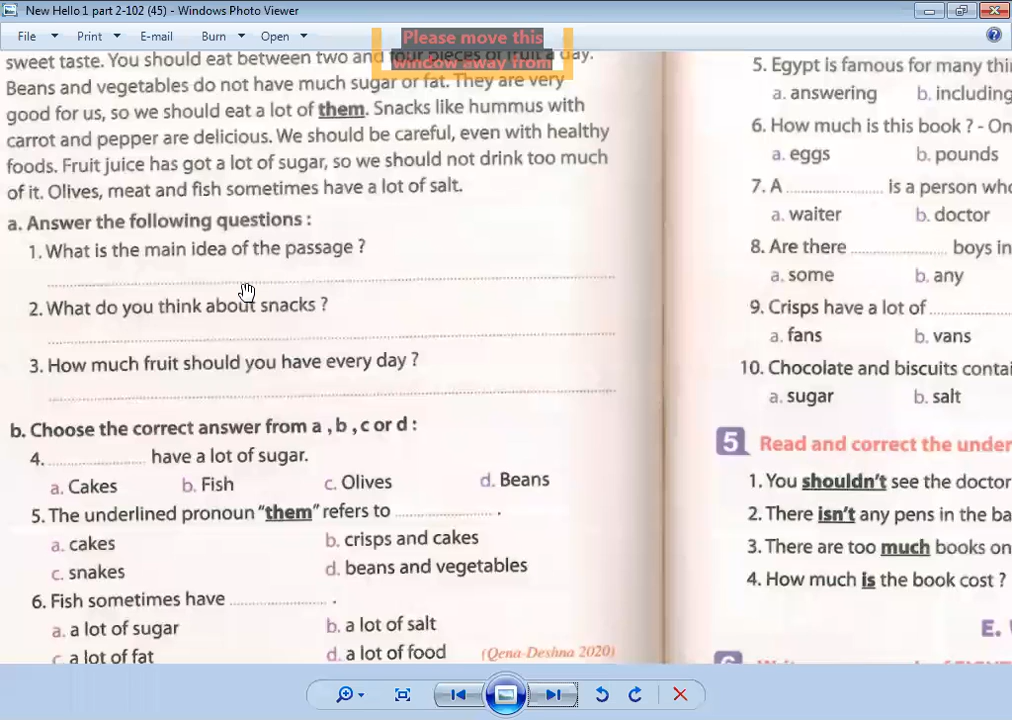 New Hello.1 part 2-102 (45) - Windows Photo Viewer
File Print E-mail Burn Open
Please move this
window away from
sweet taste. You should eat between two and four pieces of fruit a day.
Beans and vegetables do not have much sugar or fat. They are very
good for us, so we should eat a lot of them. Snacks like hummus with
carrot and pepper are delicious. We should be careful, even with healthy
foods. Fruit juice has got a lot of sugar, so we should not drink too much
of it. Olives, meat and fish sometimes have a lot of salt.
a. Answer the following questions :
1. What is the main idea of the passage ?
2. What do you think about snacks ?
3. How much fruit should you have every day ?
b. Choose the correct answer from a , b , c or d :
4. .................... have a lot of sugar.
a. Cakes b. Fish c. Olives d. Beans
5. The underlined pronoun “them” refers to .................... .
a. cakes b. crisps and cakes
c. snakes d. beans and vegetables
6. Fish sometimes have .................... .
a. a lot of sugar b. a lot of salt
c. a lot of fat d. a lot of food (Qena-Deshna 2020)
5. Egypt is famous for many thi
a. answering b. including
6. How much is this book ? - On
a. eggs b. pounds
7. A .................... is a person who
a. waiter b. doctor
8. Are there .................... boys in
a. some b. any
9. Crisps have a lot of
a. fans b. vans
10. Chocolate and biscuits contai
a. sugar b. salt
5 Read and correct the under
1. You shouldn't see the doctor
2. There isn't any pens in the ba
3. There are too much books on
4. How much is the book cost ?
E.